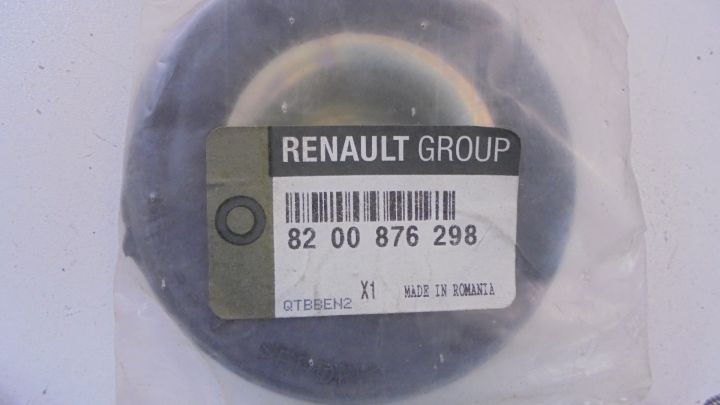 RENAULT GROUP
82 00 876 298
X1 MADE IN ROMANIA
QTBBEN2